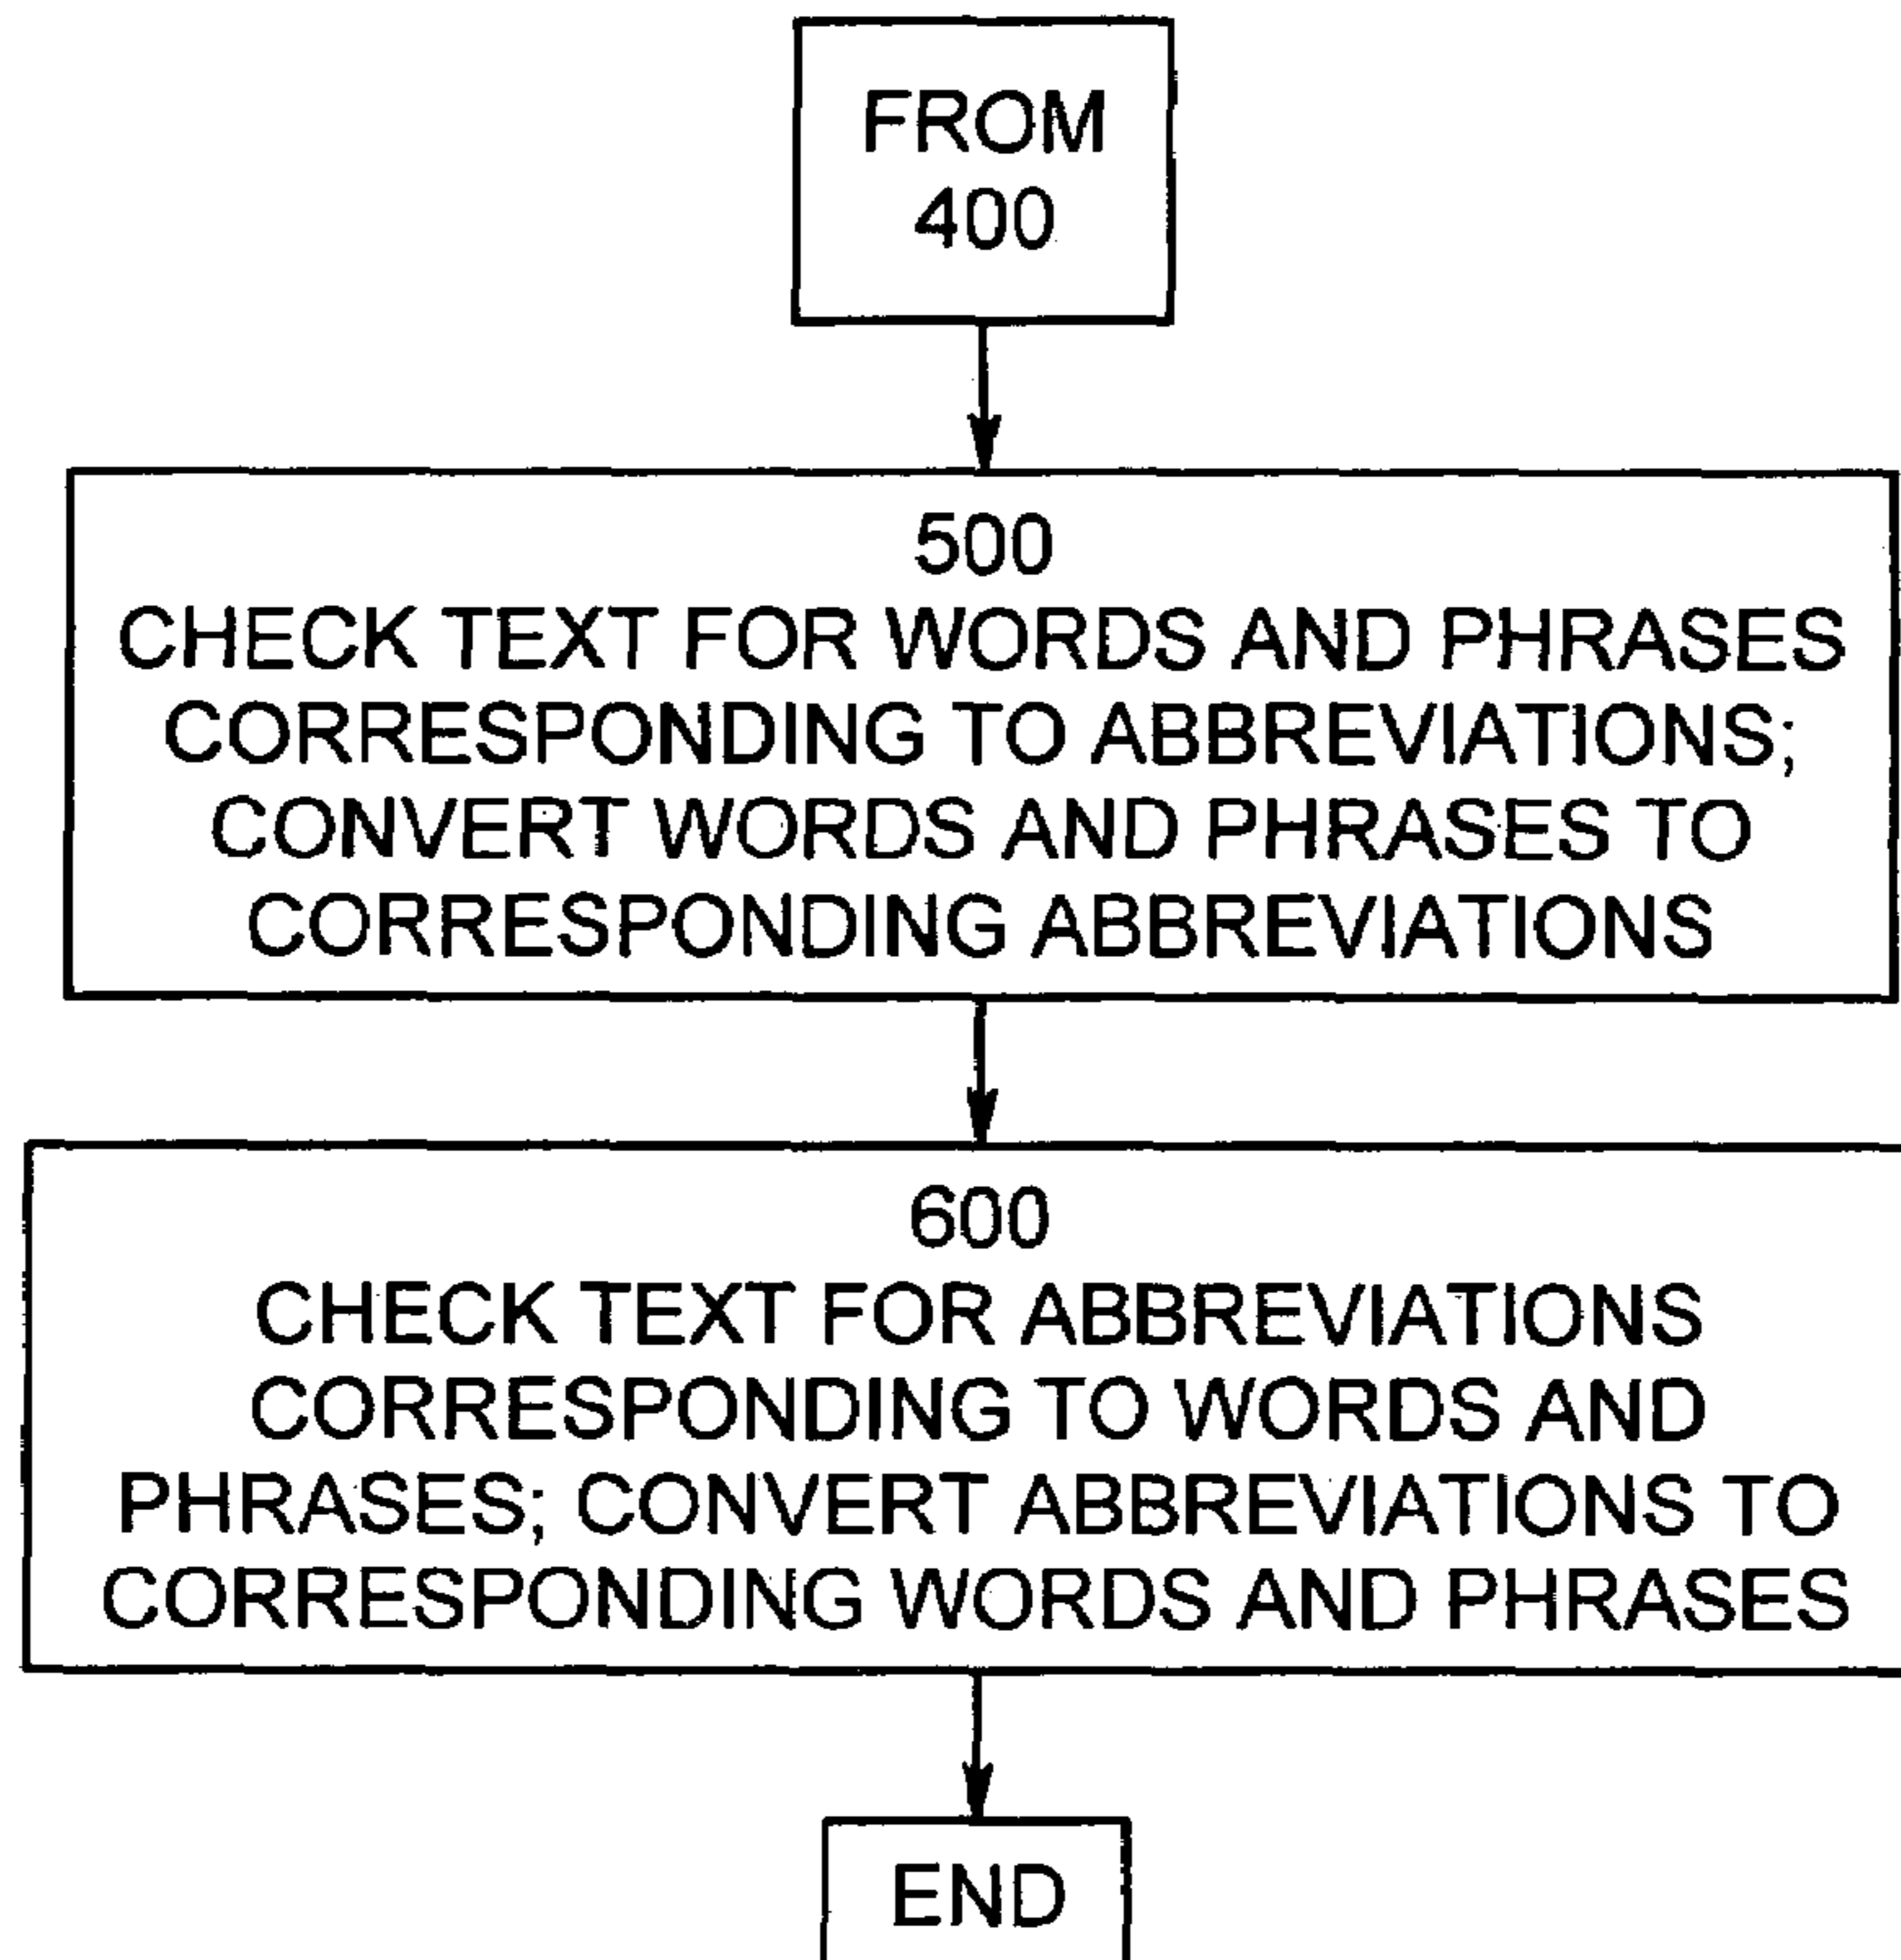 FROM
400
500
CHECK TEXT FOR WORDS AND PHRASES
CORRESPONDING TO ABBREVIATIONS;
CONVERT WORDS AND PHRASES TO
CORRESPONDING ABBREVIATIONS
600
CHECK TEXT FOR ABBREVIATIONS
CORRESPONDING TO WORDS AND
PHRASES; CONVERT ABBREVIATIONS TO
CORRESPONDING WORDS AND PHRASES
END